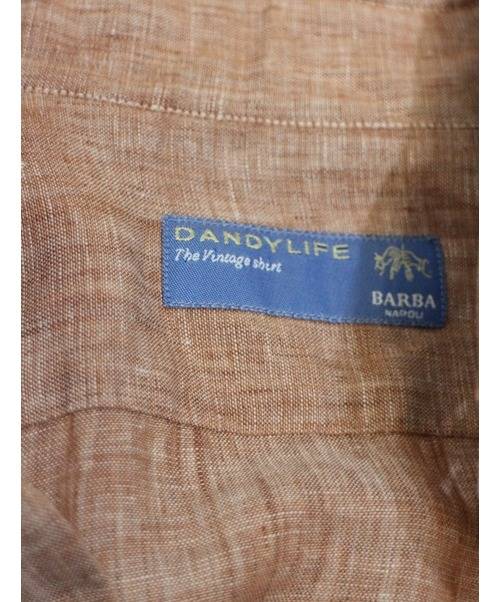 DANDYLIFE
The Vintage shirt
BARBA
NAPOLI